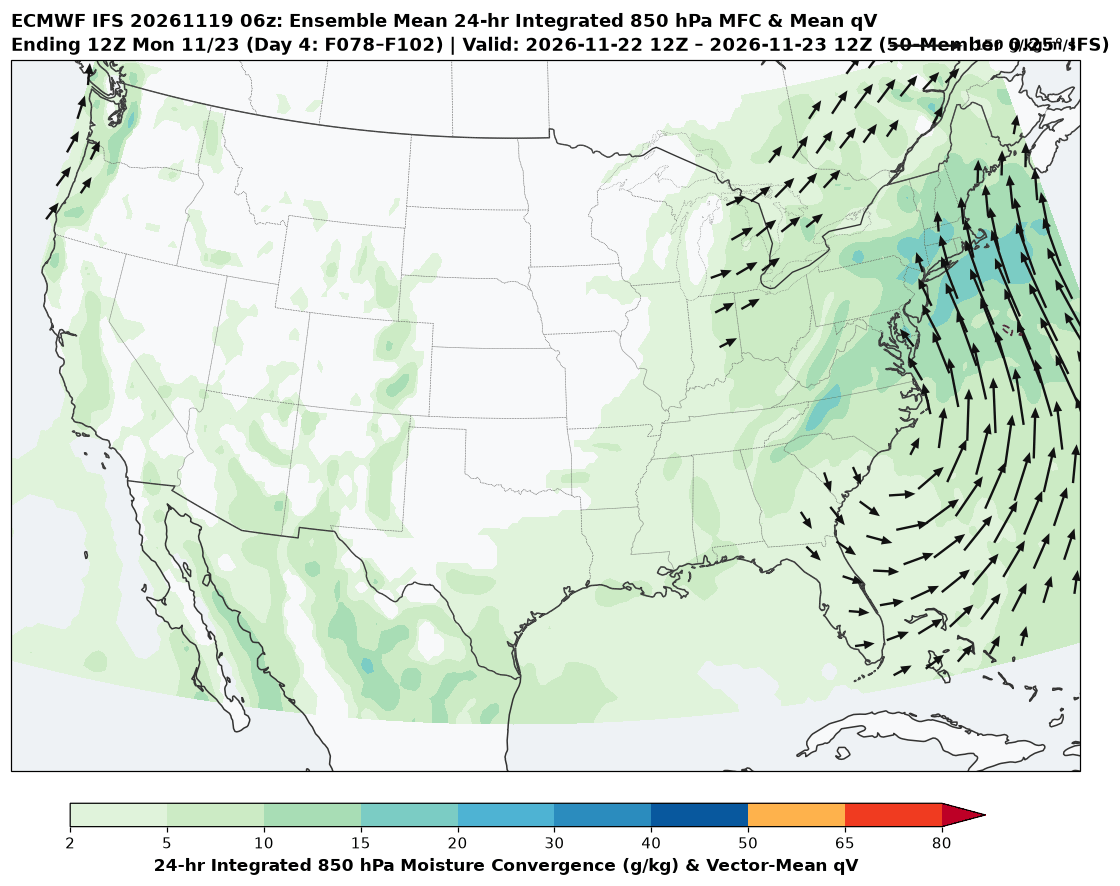 ECMWF IFS 20261119 06z: Ensemble Mean 24-hr Integrated 850 hPa MFC & Mean qV
Ending 12Z Mon 11/23 (Day 4: F078–F102) | Valid: 2026-11-22 12Z – 2026-11-23 12Z (50-Member 0.25° IFS)
2 5 10 15 20 30 40 50 65 80
24-hr Integrated 850 hPa Moisture Convergence (g/kg) & Vector-Mean qV